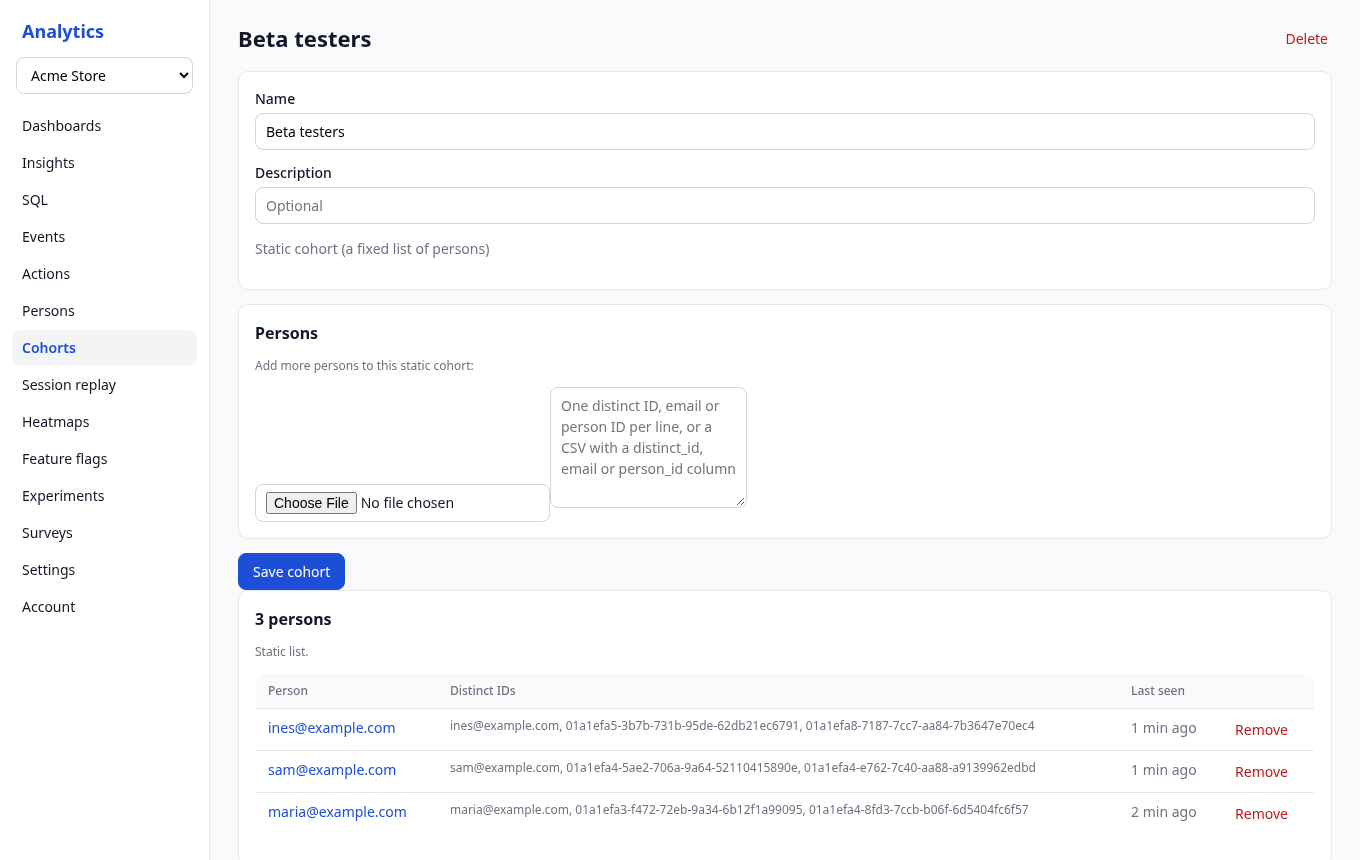 Analytics
Acme Store
Dashboards
Insights
SQL
Events
Actions
Persons
Cohorts
Session replay
Heatmaps
Feature flags
Experiments
Surveys
Settings
Account
Beta testers
Delete
Name
Beta testers
Description
Optional
Static cohort (a fixed list of persons)
Persons
Add more persons to this static cohort:
Choose File No file chosen
One distinct ID, email or
person ID per line, or a
CSV with a distinct_id,
email or person_id column
Save cohort
3 persons
Static list.
Person Distinct IDs Last seen
ines@example.com ines@example.com, 01a1efa5-3b7b-731b-95de-62db21ec6791, 01a1efa8-7187-7cc7-aa84-7b3647e70ec4 1 min ago Remove
sam@example.com sam@example.com, 01a1efa4-5ae2-706a-9a64-52110415890e, 01a1efa4-e762-7c40-aa88-a9139962edbd 1 min ago Remove
maria@example.com maria@example.com, 01a1efa3-f472-72eb-9a34-6b12f1a99095, 01a1efa4-8fd3-7ccb-b06f-6d5404fc6f57 2 min ago Remove